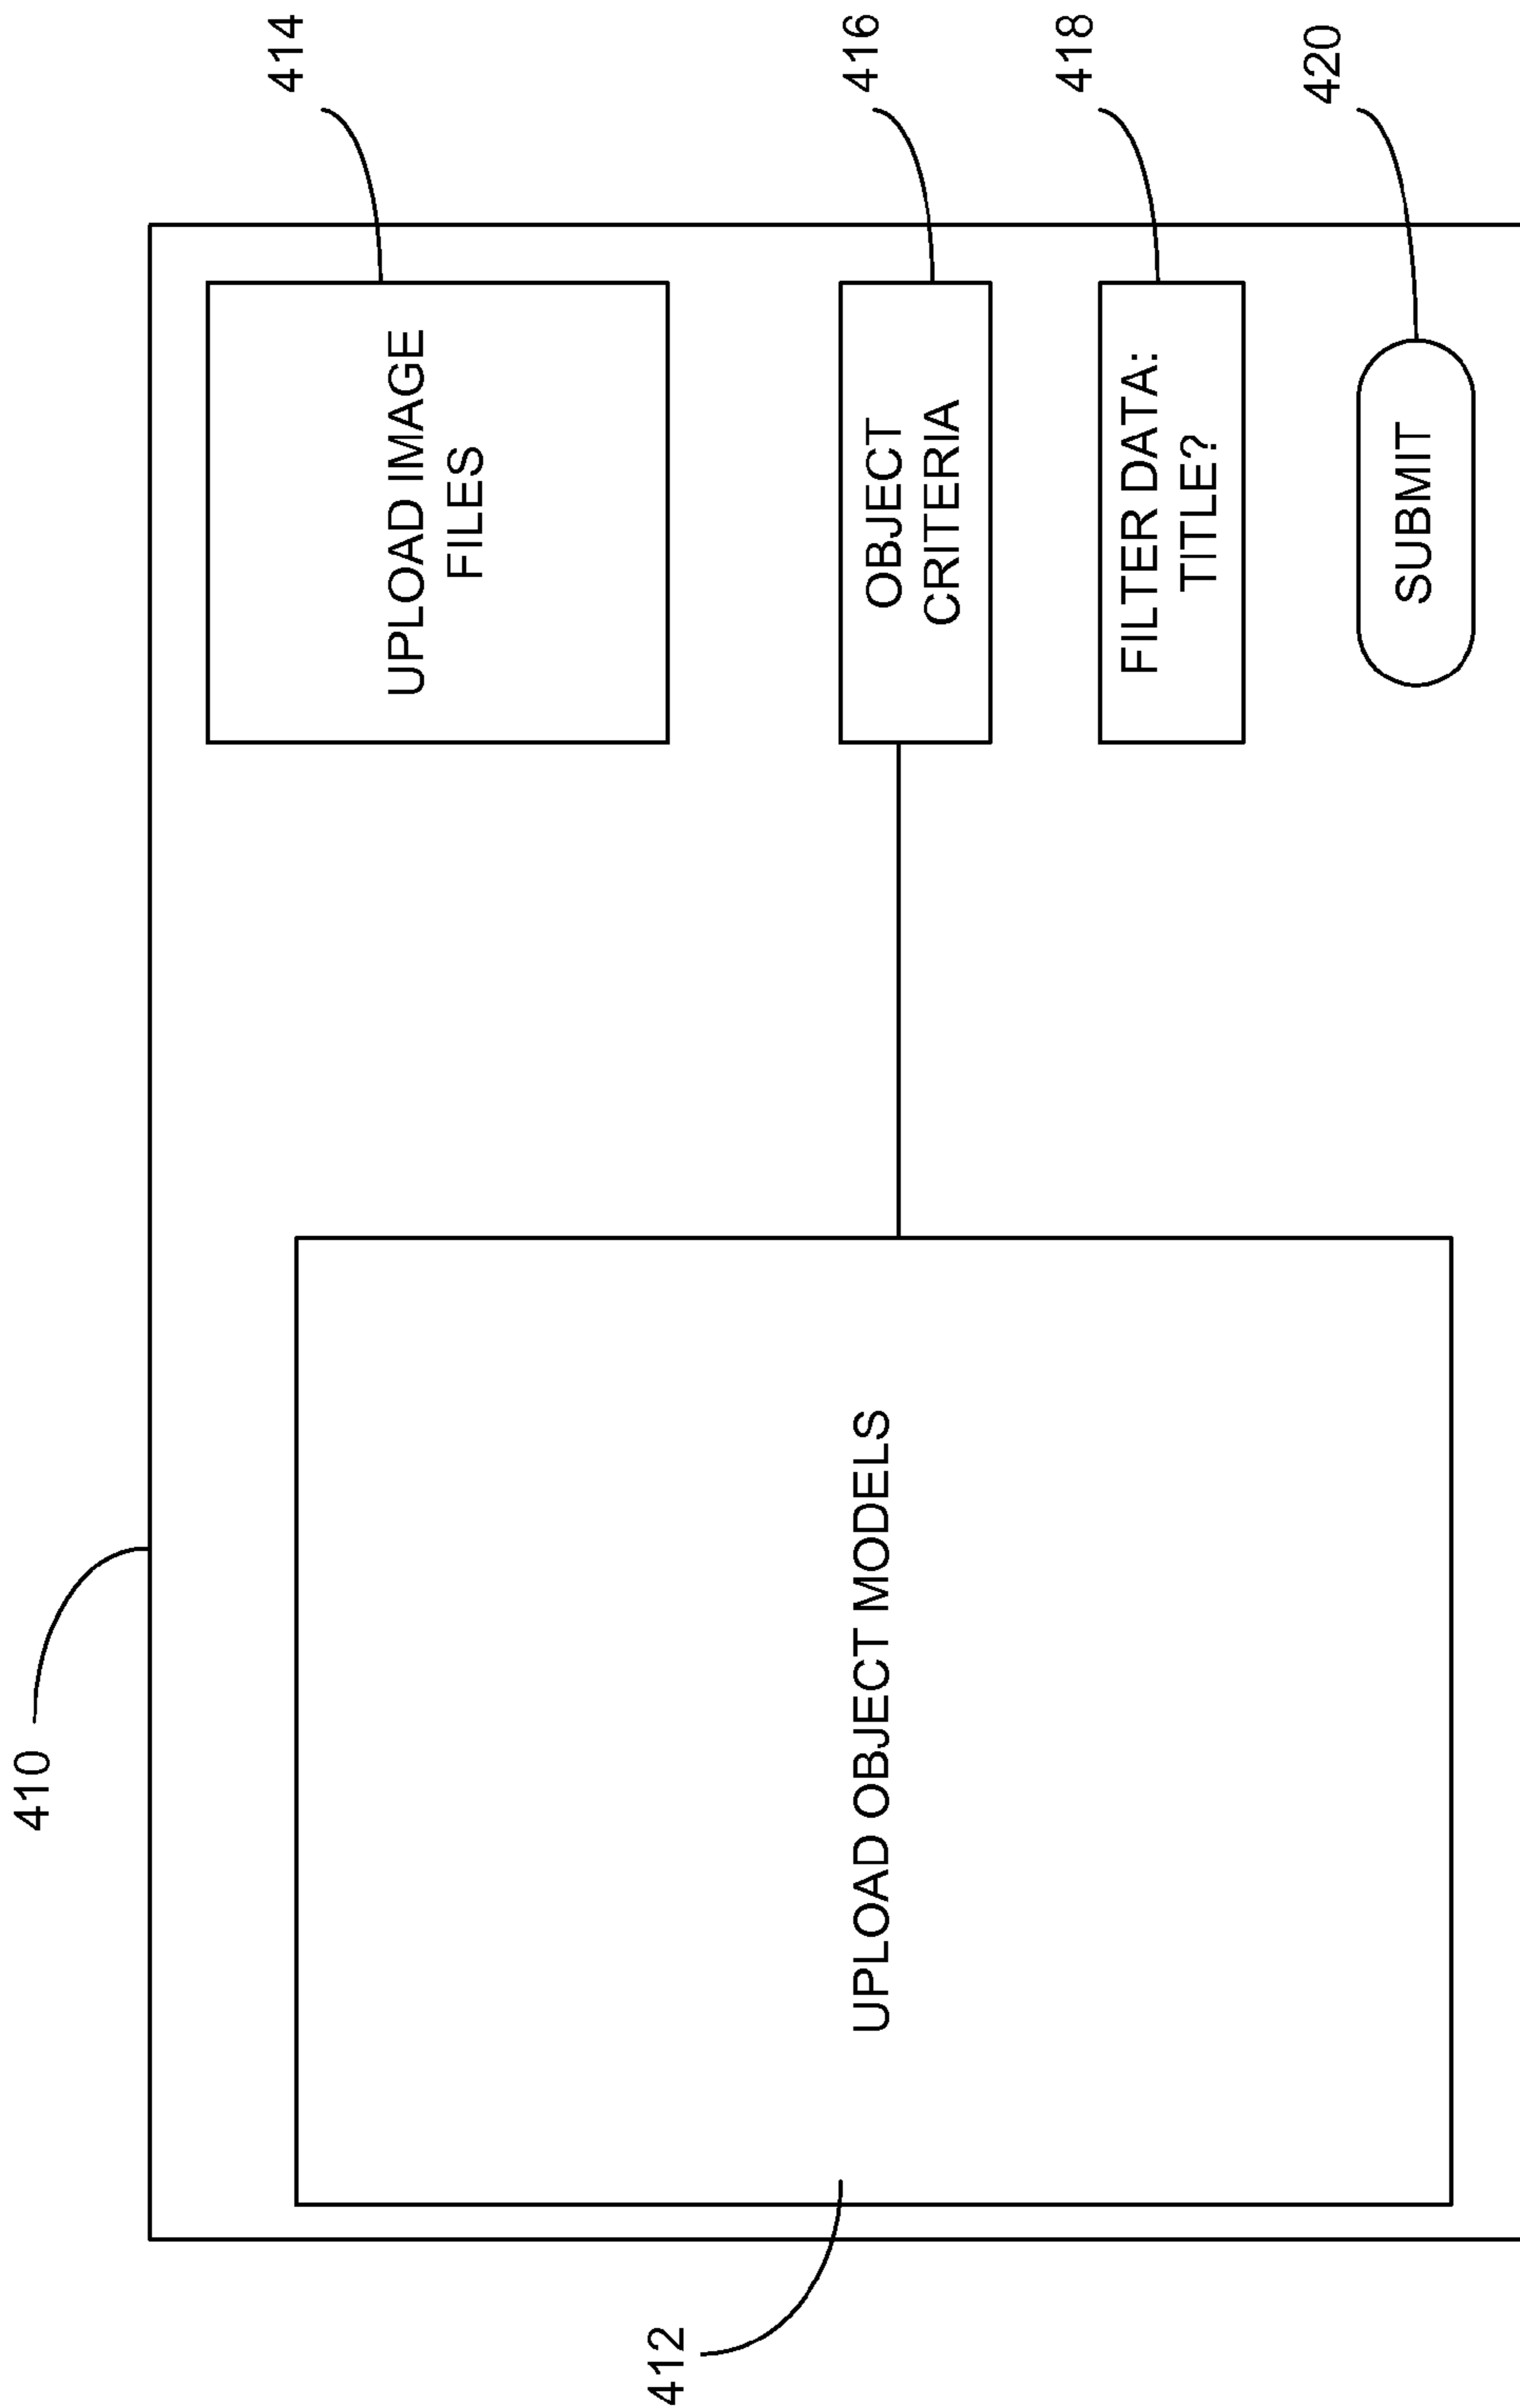 410
412
UPLOAD OBJECT MODELS
UPLOAD IMAGE
FILES
414
OBJECT
CRITERIA
416
FILTER DATA:
TITLE?
418
SUBMIT
420